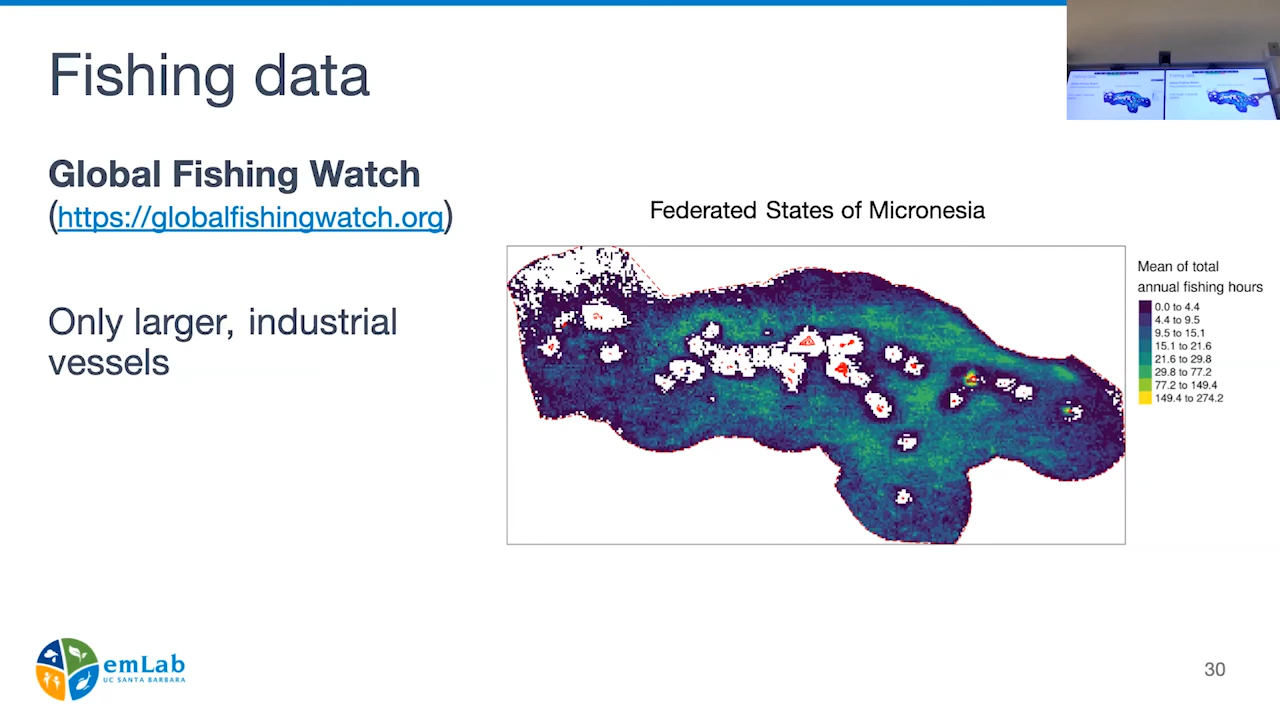 Fishing data
Global Fishing Watch
(https://globalfishingwatch.org)
Only larger, industrial
vessels
Federated States of Micronesia
Mean of total
annual fishing hours
0.0 to 4.4
4.4 to 9.5
9.5 to 15.1
15.1 to 21.6
21.6 to 29.8
29.8 to 77.2
77.2 to 149.4
149.4 to 274.2
emLab
UC SANTA BARBARA
30